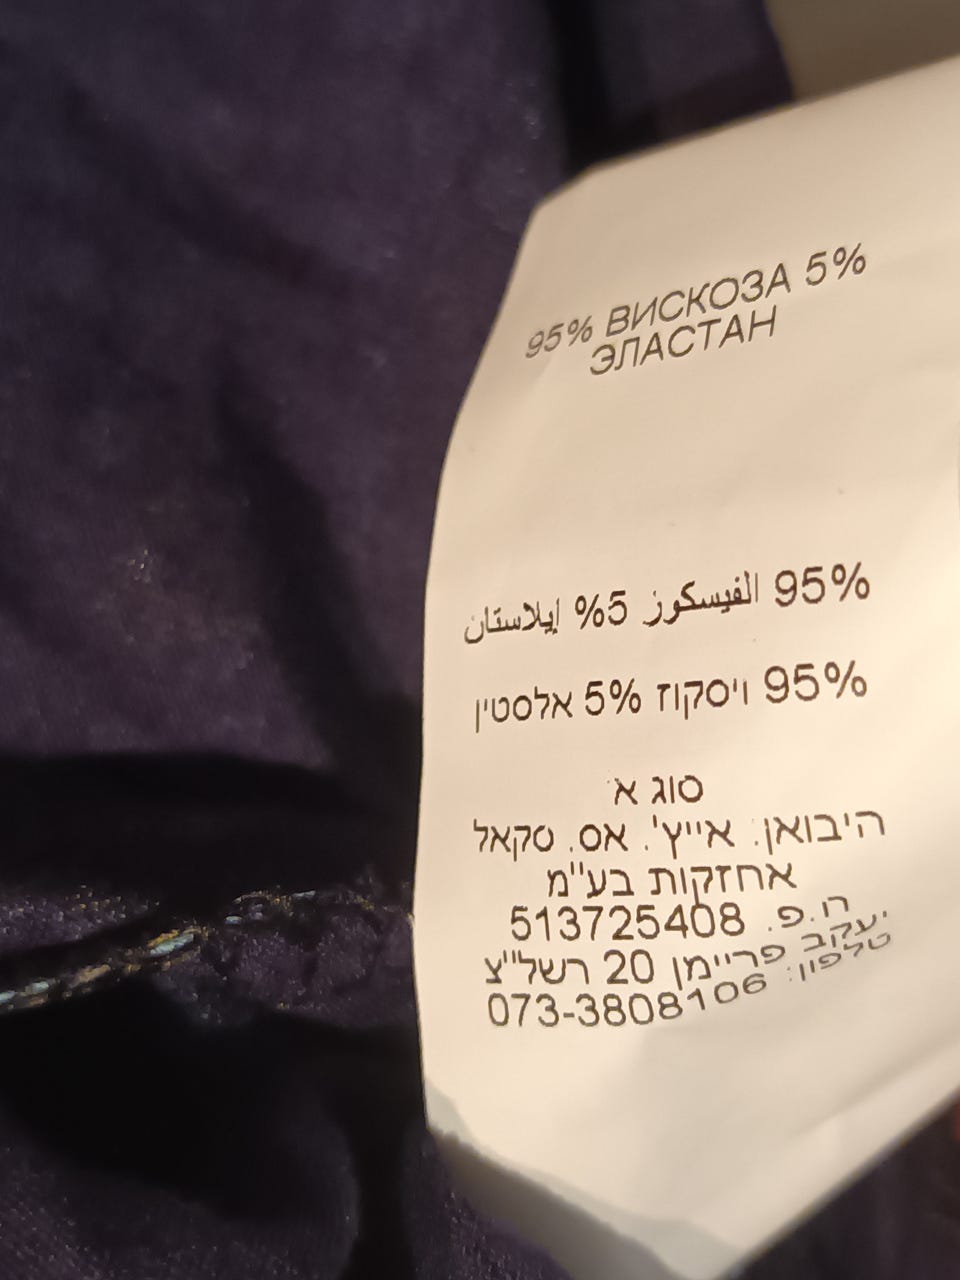 95% ВИСКОЗА 5%
ЭЛАСТАН
95% الفيسكوز 5% إيلاستان
95% ויסקוז 5% אלסטין
סוג א
היבואן: אייץ'. אס. סקאל
אחזקות בע"מ
ח.פ. 513725408
יעקב פריימן 20 רשל"צ
טלפון: 073-3808106